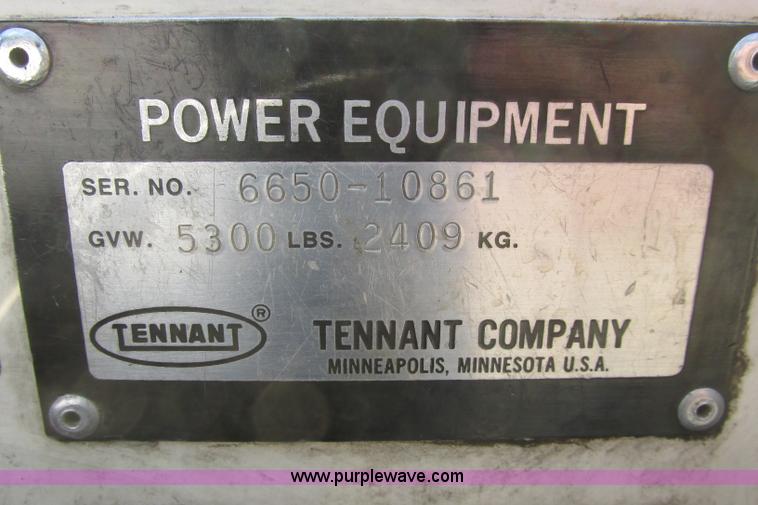 POWER EQUIPMENT
SER. NO. 6650-10861
GVW. 5300 LBS. 2409 KG.
TENNANT ® TENNANT COMPANY
MINNEAPOLIS, MINNESOTA U.S.A.
www.purplewave.com